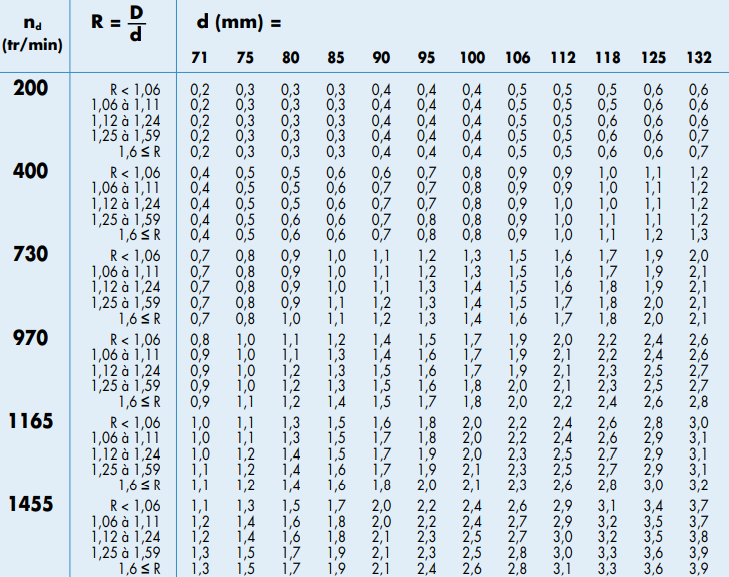 n_d R = D/d d (mm) =
(tr/min)
71 75 80 85 90 95 100 106 112 118 125 132
200 R < 1,06 0,2 0,3 0,3 0,3 0,4 0,4 0,4 0,5 0,5 0,5 0,6 0,6
1,06 à 1,11 0,2 0,3 0,3 0,3 0,4 0,4 0,4 0,5 0,5 0,5 0,6 0,6
1,12 à 1,24 0,2 0,3 0,3 0,3 0,4 0,4 0,4 0,5 0,5 0,6 0,6 0,6
1,25 à 1,59 0,2 0,3 0,3 0,3 0,4 0,4 0,4 0,5 0,5 0,6 0,6 0,7
1,6 ≤ R 0,2 0,3 0,3 0,3 0,4 0,4 0,4 0,5 0,5 0,6 0,6 0,7
400 R < 1,06 0,4 0,5 0,5 0,6 0,6 0,7 0,8 0,9 0,9 1,0 1,1 1,2
1,06 à 1,11 0,4 0,5 0,5 0,6 0,7 0,7 0,8 0,9 0,9 1,0 1,1 1,2
1,12 à 1,24 0,4 0,5 0,5 0,6 0,7 0,7 0,8 0,9 1,0 1,0 1,1 1,2
1,25 à 1,59 0,4 0,5 0,6 0,6 0,7 0,8 0,8 0,9 1,0 1,1 1,1 1,2
1,6 ≤ R 0,4 0,5 0,6 0,6 0,7 0,8 0,8 0,9 1,0 1,1 1,2 1,3
730 R < 1,06 0,7 0,8 0,9 1,0 1,1 1,2 1,3 1,5 1,6 1,7 1,9 2,0
1,06 à 1,11 0,7 0,8 0,9 1,0 1,1 1,2 1,3 1,5 1,6 1,7 1,9 2,1
1,12 à 1,24 0,7 0,8 0,9 1,0 1,1 1,3 1,4 1,5 1,6 1,8 1,9 2,1
1,25 à 1,59 0,7 0,8 0,9 1,1 1,2 1,3 1,4 1,5 1,7 1,8 2,0 2,1
1,6 ≤ R 0,7 0,8 1,0 1,1 1,2 1,3 1,4 1,6 1,7 1,8 2,0 2,1
970 R < 1,06 0,8 1,0 1,1 1,2 1,4 1,5 1,7 1,9 2,0 2,2 2,4 2,6
1,06 à 1,11 0,9 1,0 1,1 1,3 1,4 1,6 1,7 1,9 2,1 2,2 2,4 2,6
1,12 à 1,24 0,9 1,0 1,2 1,3 1,5 1,6 1,7 1,9 2,1 2,3 2,5 2,7
1,25 à 1,59 0,9 1,0 1,2 1,3 1,5 1,6 1,8 2,0 2,1 2,3 2,5 2,7
1,6 ≤ R 0,9 1,1 1,2 1,4 1,5 1,7 1,8 2,0 2,2 2,4 2,6 2,8
1165 R < 1,06 1,0 1,1 1,3 1,5 1,6 1,8 2,0 2,2 2,4 2,6 2,8 3,0
1,06 à 1,11 1,0 1,1 1,3 1,5 1,7 1,8 2,0 2,2 2,4 2,6 2,9 3,1
1,12 à 1,24 1,0 1,2 1,4 1,5 1,7 1,9 2,0 2,3 2,5 2,7 2,9 3,1
1,25 à 1,59 1,1 1,2 1,4 1,6 1,7 1,9 2,1 2,3 2,5 2,7 2,9 3,1
1,6 ≤ R 1,1 1,2 1,4 1,6 1,8 2,0 2,1 2,3 2,6 2,8 3,0 3,2
1455 R < 1,06 1,1 1,3 1,5 1,7 2,0 2,2 2,4 2,6 2,9 3,1 3,4 3,7
1,06 à 1,11 1,2 1,4 1,6 1,8 2,0 2,2 2,4 2,7 2,9 3,2 3,5 3,7
1,12 à 1,24 1,2 1,4 1,6 1,8 2,1 2,3 2,5 2,7 3,0 3,2 3,5 3,8
1,25 à 1,59 1,3 1,5 1,7 1,9 2,1 2,3 2,5 2,8 3,0 3,3 3,6 3,9
1,6 ≤ R 1,3 1,5 1,7 1,9 2,1 2,4 2,6 2,8 3,1 3,3 3,6 3,9